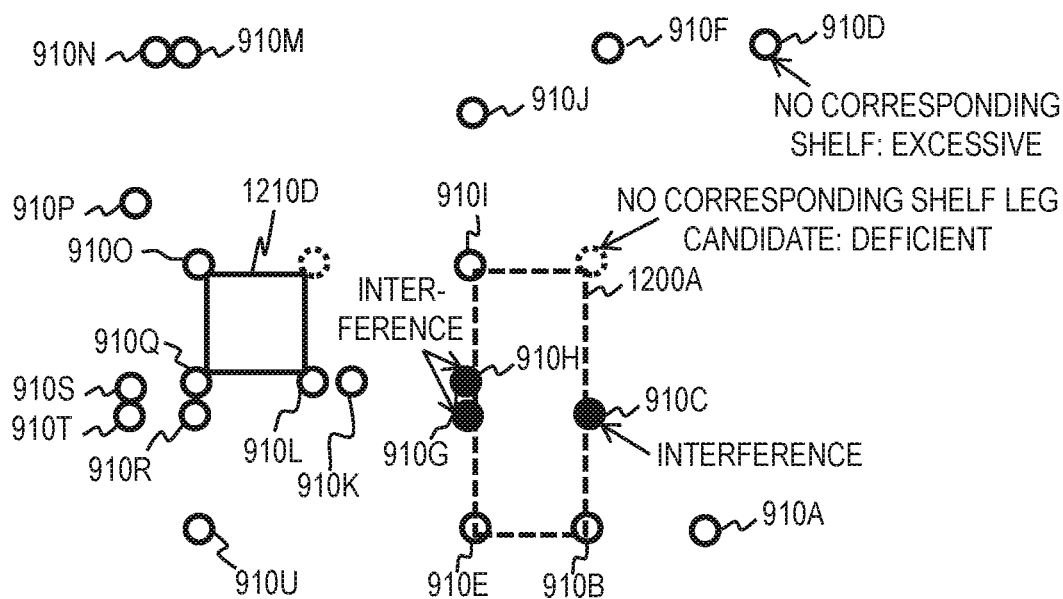 910N
910M
910F
910D
910J
NO CORRESPONDING
SHELF: EXCESSIVE
910P
1210D
910I
NO CORRESPONDING SHELF LEG
CANDIDATE: DEFICIENT
910O
1200A
INTER-
FERENCE
910Q
910H
910S
910C
910T
910R
910L
910K
910G
INTERFERENCE
910A
910U
910E
910B